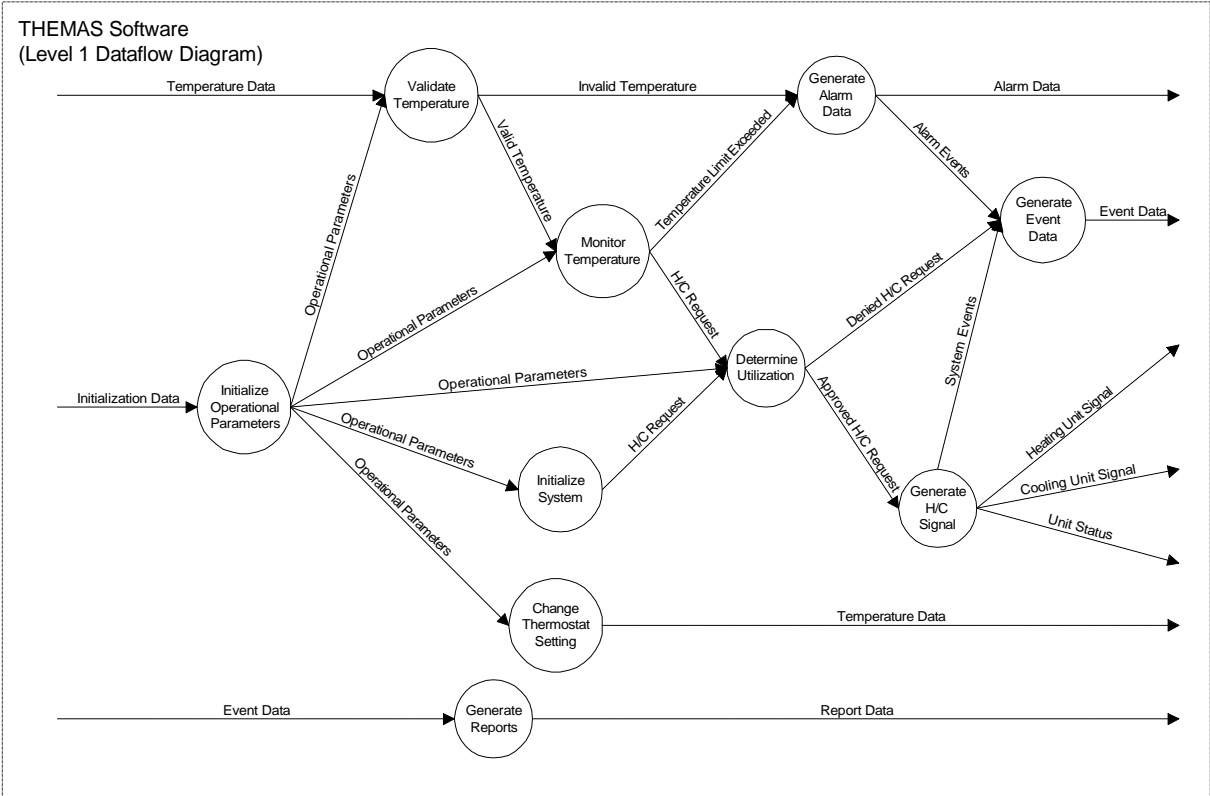 THEMAS Software
(Level 1 Dataflow Diagram)
Temperature Data
Validate
Temperature
Invalid Temperature
Generate
Alarm
Data
Alarm Data
Valid Temperature
Temperature Limit Exceeded
Alarm Events
Operational Parameters
Monitor
Temperature
Generate
Event
Data
Event Data
Operational Parameters
H/C Request
Denied H/C Request
System Events
Initialization Data
Initialize
Operational
Parameters
Operational Parameters
Determine
Utilization
Approved H/C Request
Heating Unit Signal
Operational Parameters
H/C Request
Initialize
System
Generate
H/C
Signal
Cooling Unit Signal
Unit Status
Operational Parameters
Change
Thermostat
Setting
Temperature Data
Event Data
Generate
Reports
Report Data